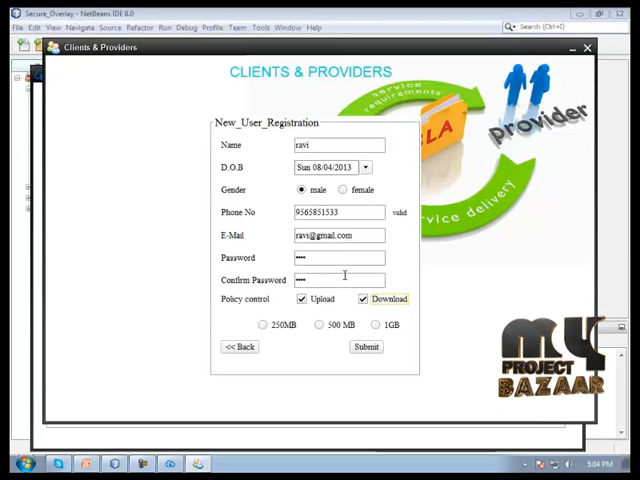 Secure_Overlay - NetBeans IDE 8.0
File Edit View Navigate Source Refactor Run Debug Profile Team Tools Window Help
Search (Ctrl+I)
Clients & Providers
CLIENTS & PROVIDERS
service
requirements
provider
LA
service delivery
New_User_Registration
Name ravi
D.O.B Sun 08/04/2013
Gender male female
Phone No 9565851533 valid
E-Mail ravi@gmail.com
Password ••••
Confirm Password ••••
Policy control Upload Download
250MB 500 MB 1GB
<< Back Submit
my
PROJECT
BAZAAR
5:04 PM